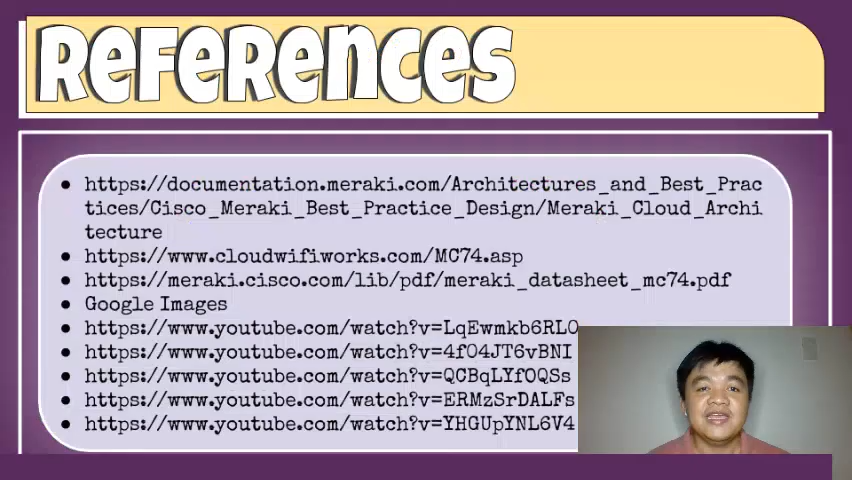 References
• https://documentation.meraki.com/Architectures_and_Best_Prac
tices/Cisco_Meraki_Best_Practice_Design/Meraki_Cloud_Archi
tecture
• https://www.cloudwifiworks.com/MC74.asp
• https://meraki.cisco.com/lib/pdf/meraki_datasheet_mc74.pdf
• Google Images
• https://www.youtube.com/watch?v=LqEwmkb6RLO
• https://www.youtube.com/watch?v=4fO4JT6vBNI
• https://www.youtube.com/watch?v=QCBqLYfOQSs
• https://www.youtube.com/watch?v=ERMzSrDALFs
• https://www.youtube.com/watch?v=YHGUpYNL6V4